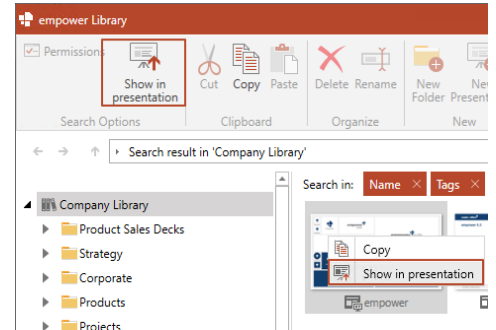 empower Library
Permissions
Show in
presentation
Cut
Copy
Paste
Delete
Rename
New
Folder
New
Search Options
Clipboard
Organize
New
Search result in 'Company Library'
Company Library
Product Sales Decks
Strategy
Corporate
Products
Projects
Search in:
Name
Tags
Copy
Show in presentation
empower